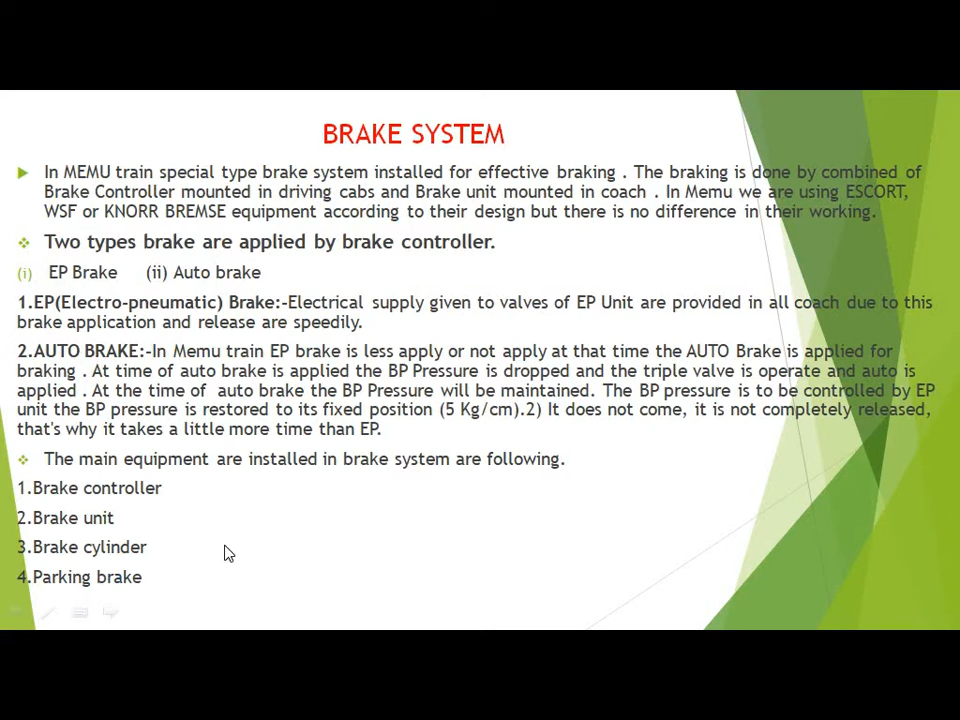 BRAKE SYSTEM
In MEMU train special type brake system installed for effective braking . The braking is done by combined of
Brake Controller mounted in driving cabs and Brake unit mounted in coach . In Memu we are using ESCORT,
WSF or KNORR BREMSE equipment according to their design but there is no difference in their working.
Two types brake are applied by brake controller.
(i) EP Brake (ii) Auto brake
1.EP(Electro-pneumatic) Brake:-Electrical supply given to valves of EP Unit are provided in all coach due to this
brake application and release are speedily.
2.AUTO BRAKE:-In Memu train EP brake is less apply or not apply at that time the AUTO Brake is applied for
braking . At time of auto brake is applied the BP Pressure is dropped and the triple valve is operate and auto is
applied . At the time of auto brake the BP Pressure will be maintained. The BP pressure is to be controlled by EP
unit the BP pressure is restored to its fixed position (5 Kg/cm).2) It does not come, it is not completely released,
that's why it takes a little more time than EP.
The main equipment are installed in brake system are following.
1.Brake controller
2.Brake unit
3.Brake cylinder
4.Parking brake